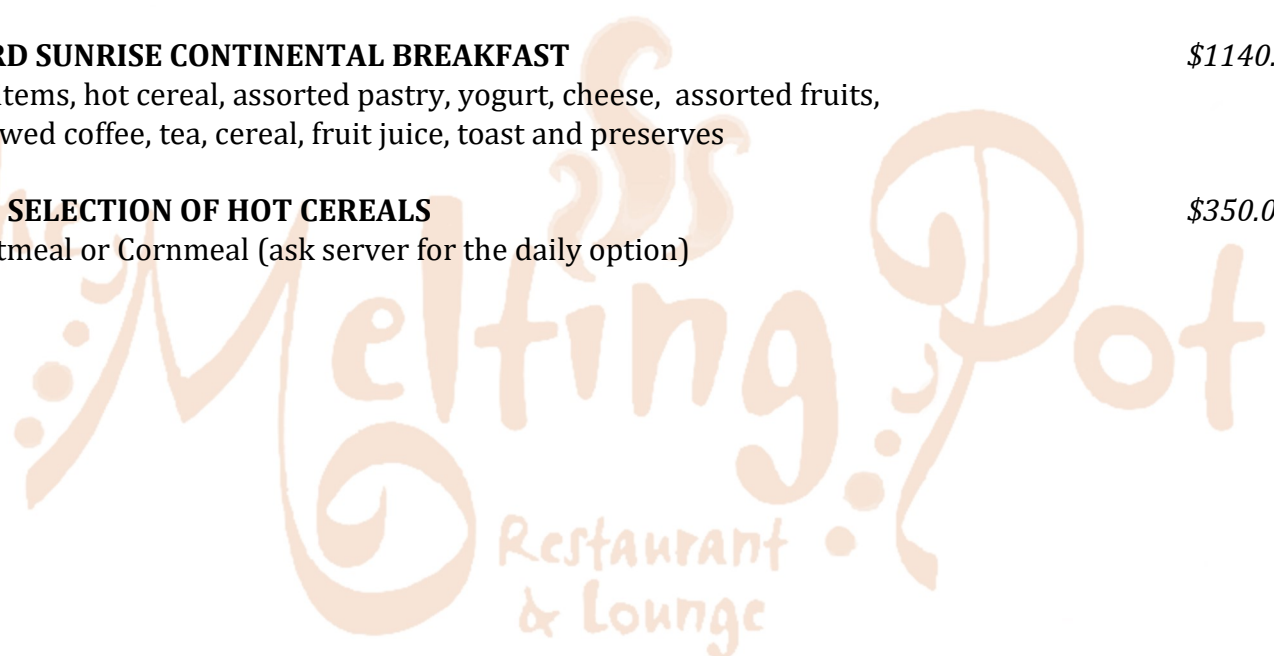 RD SUNRISE CONTINENTAL BREAKFAST $1140.
items, hot cereal, assorted pastry, yogurt, cheese, assorted fruits,
wed coffee, tea, cereal, fruit juice, toast and preserves
SELECTION OF HOT CEREALS $350.0
tmeal or Cornmeal (ask server for the daily option)
The
Melting Pot
Restaurant
& Lounge